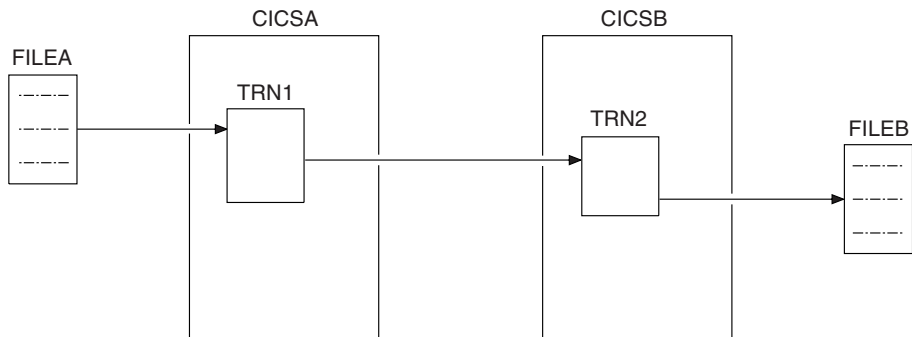 CICSA
CICSB
FILEA
TRN1
TRN2
FILEB